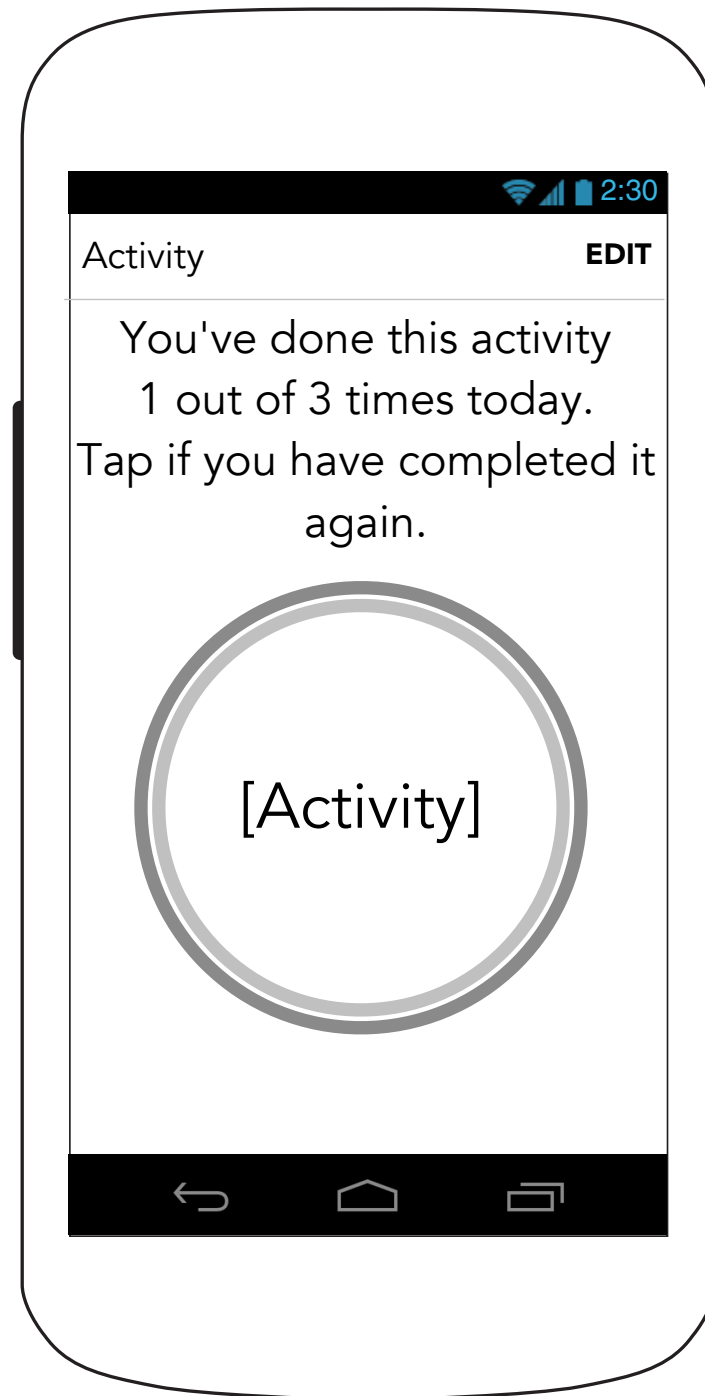 2:30
Activity EDIT
You've done this activity
1 out of 3 times today.
Tap if you have completed it
again.
[Activity]